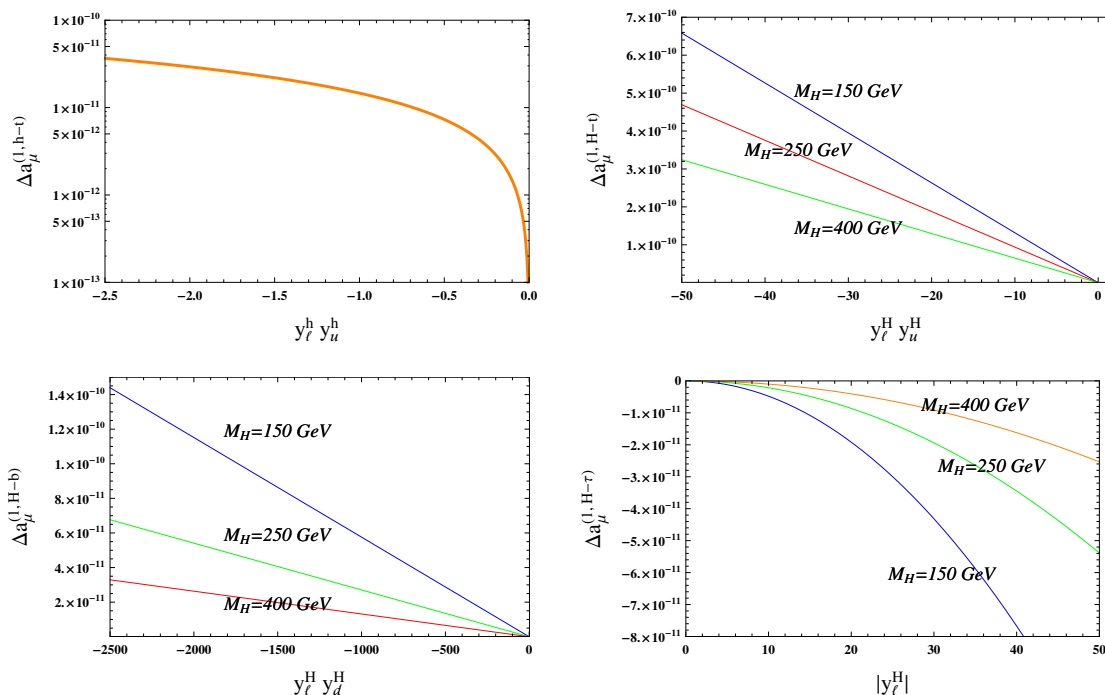 1×10⁻¹⁰
5×10⁻¹¹
1×10⁻¹¹
5×10⁻¹²
1×10⁻¹²
5×10⁻¹³
1×10⁻¹³
Δa_μ^(1, h−t)
−2.5 −2.0 −1.5 −1.0 −0.5 0.0
y_ℓ^h y_u^h
7.×10⁻¹⁰
6.×10⁻¹⁰
5.×10⁻¹⁰
4.×10⁻¹⁰
3.×10⁻¹⁰
2.×10⁻¹⁰
1.×10⁻¹⁰
Δa_μ^(1, H−t)
M_H=150 GeV
M_H=250 GeV
M_H=400 GeV
−50 −40 −30 −20 −10 0
y_ℓ^H y_u^H
1.4×10⁻¹⁰
1.2×10⁻¹⁰
1.×10⁻¹⁰
8.×10⁻¹¹
6.×10⁻¹¹
4.×10⁻¹¹
2.×10⁻¹¹
Δa_μ^(1, H−b)
M_H=150 GeV
M_H=250 GeV
M_H=400 GeV
−2500 −2000 −1500 −1000 −500 0
y_ℓ^H y_d^H
0
−1.×10⁻¹¹
−2.×10⁻¹¹
−3.×10⁻¹¹
−4.×10⁻¹¹
−5.×10⁻¹¹
−6.×10⁻¹¹
−7.×10⁻¹¹
−8.×10⁻¹¹
Δa_μ^(1, H−τ)
M_H=400 GeV
M_H=250 GeV
M_H=150 GeV
0 10 20 30 40 50
|y_ℓ^H|